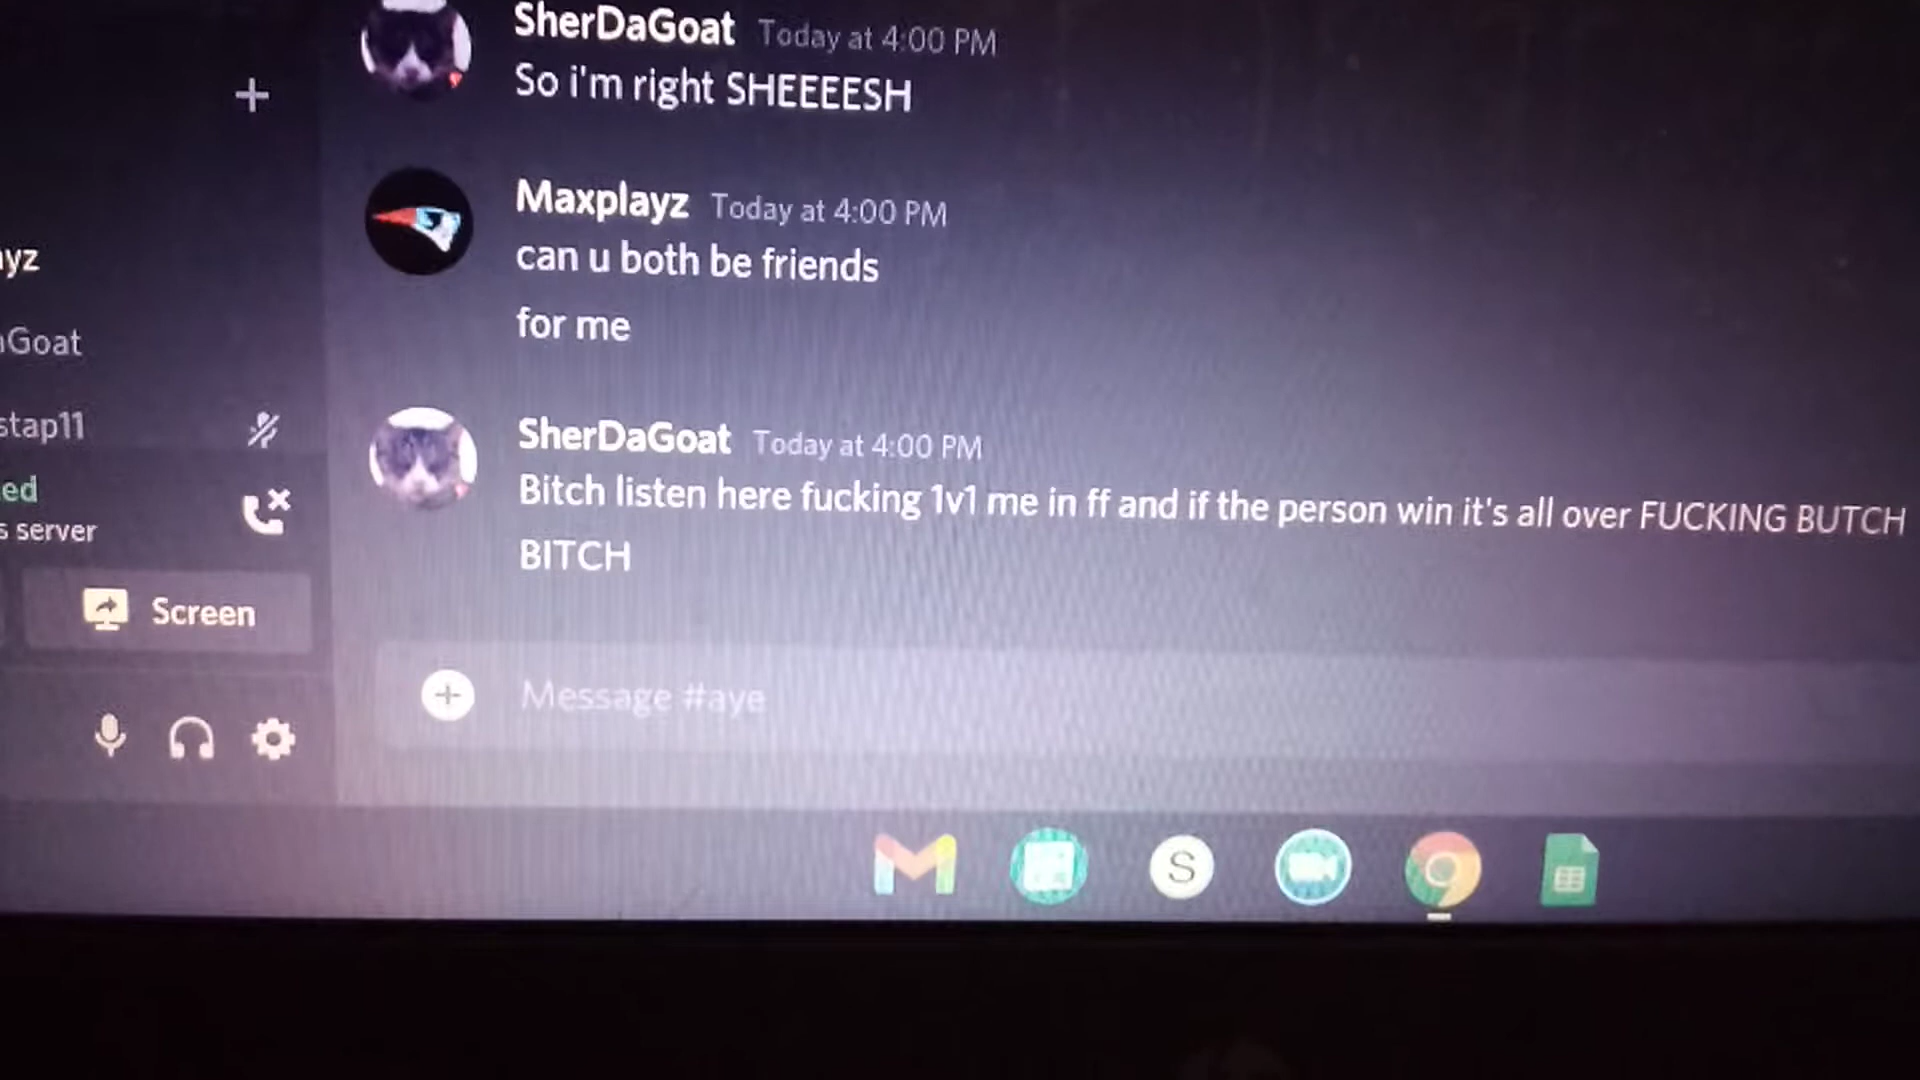 SherDaGoat Today at 4:00 PM
So i'm right SHEEEESH
Maxplayz Today at 4:00 PM
can u both be friends
for me
SherDaGoat Today at 4:00 PM
Bitch listen here fucking 1v1 me in ff and if the person win it's all over FUCKING BUTCH
BITCH
Message #aye
yz
Goat
stap11
ed
s server
Screen
S